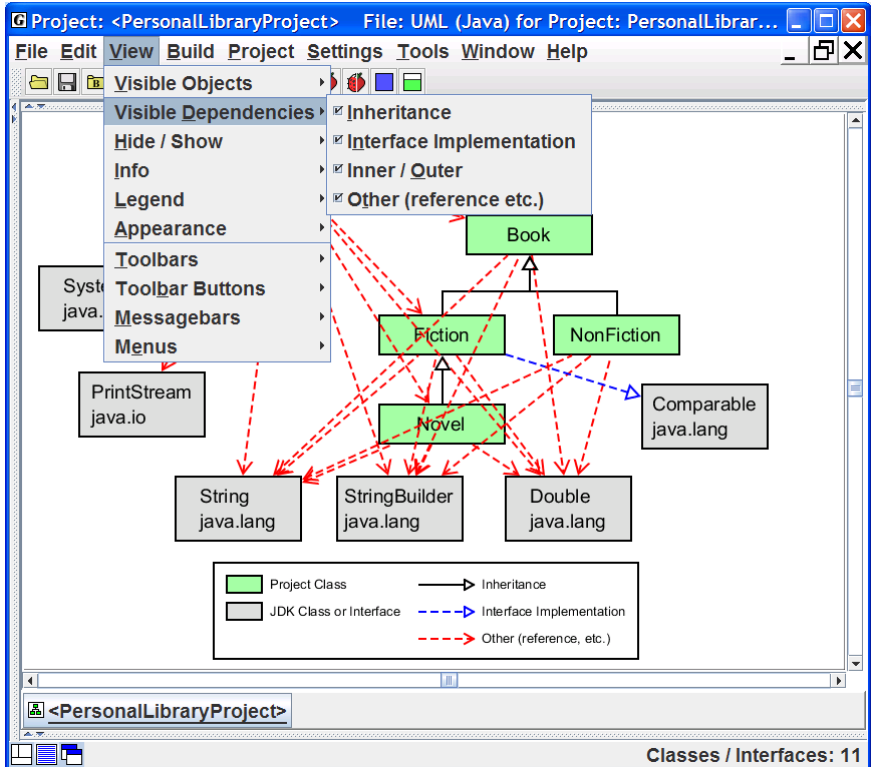 G Project: <PersonalLibraryProject> File: UML (Java) for Project: PersonalLibrar...
File Edit View Build Project Settings Tools Window Help
B
Visible Objects
Visible Dependencies
Hide / Show
Info
Legend
Appearance
Toolbars
Toolbar Buttons
Messagebars
Menus
Inheritance
Interface Implementation
Inner / Outer
Other (reference etc.)
Book
Syste
java.
Fiction
NonFiction
PrintStream
java.io
Comparable
java.lang
Novel
String
java.lang
StringBuilder
java.lang
Double
java.lang
Project Class
Inheritance
JDK Class or Interface
Interface Implementation
Other (reference, etc.)
<PersonalLibraryProject>
Classes / Interfaces: 11